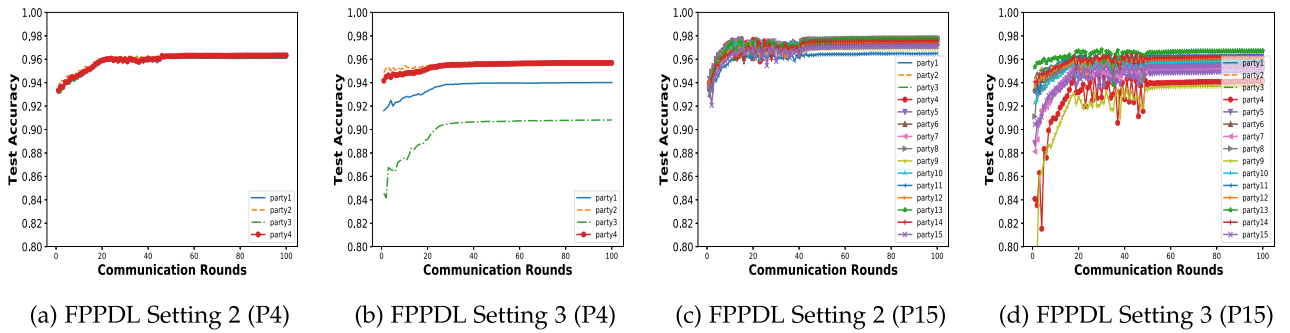 1.00
0.98
0.96
0.94
0.92
0.90
0.88
0.86
0.84
0.82
0.80
Test Accuracy
0 20 40 60 80 100
Communication Rounds
party1
party2
party3
party4
(a) FPPDL Setting 2 (P4)
1.00
0.98
0.96
0.94
0.92
0.90
0.88
0.86
0.84
0.82
0.80
Test Accuracy
0 20 40 60 80 100
Communication Rounds
party1
party2
party3
party4
(b) FPPDL Setting 3 (P4)
1.00
0.98
0.96
0.94
0.92
0.90
0.88
0.86
0.84
0.82
0.80
Test Accuracy
0 20 40 60 80 100
Communication Rounds
party1
party2
party3
party4
party5
party6
party7
party8
party9
party10
party11
party12
party13
party14
party15
(c) FPPDL Setting 2 (P15)
1.00
0.98
0.96
0.94
0.92
0.90
0.88
0.86
0.84
0.82
0.80
Test Accuracy
0 20 40 60 80 100
Communication Rounds
party1
party2
party3
party4
party5
party6
party7
party8
party9
party10
party11
party12
party13
party14
party15
(d) FPPDL Setting 3 (P15)